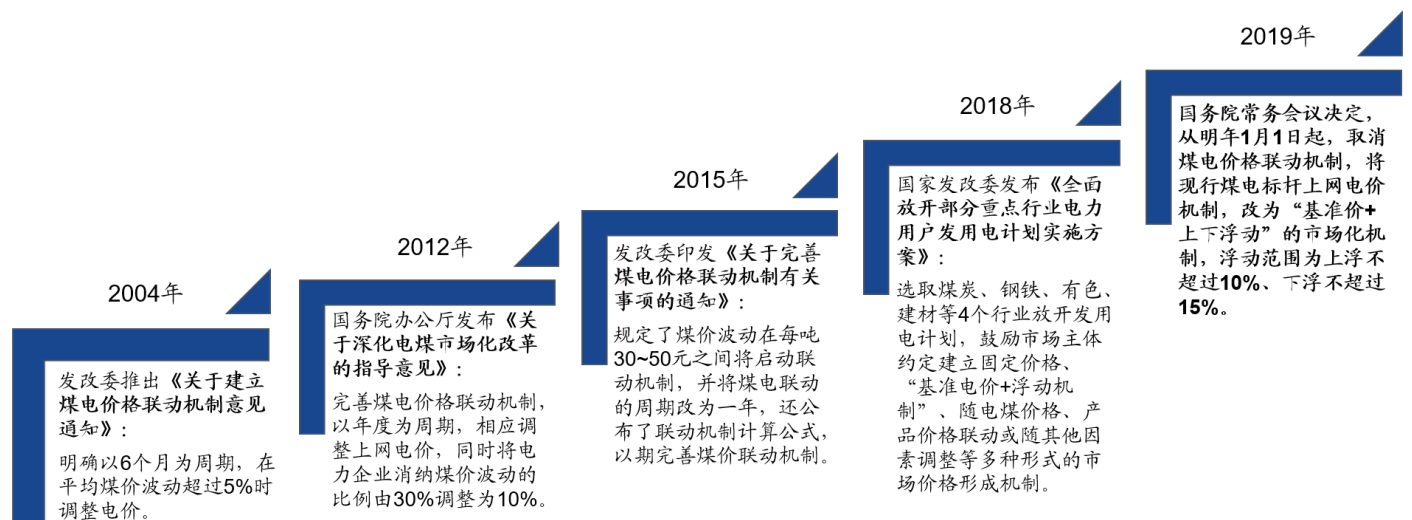 2004年
发改委推出《关于建立
煤电价格联动机制意见
通知》：
明确以6个月为周期，在
平均煤价波动超过5%时
调整电价。
2012年
国务院办公厅发布《关
于深化电煤市场化改革
的指导意见》：
完善煤电价格联动机制，
以年度为周期，相应调
整上网电价，同时将电
力企业消纳煤价波动的
比例由30%调整为10%。
2015年
发改委印发《关于完善
煤电价格联动机制有关
事项的通知》：
规定了煤价波动在每吨
30~50元之间将启动联
动机制，并将煤电联动
的周期改为一年，还公
布了联动机制计算公式，
以期完善煤价联动机制。
2018年
国家发改委发布《全面
放开部分重点行业电力
用户发用电计划实施方
案》：
选取煤炭、钢铁、有色、
建材等4个行业放开发用
电计划，鼓励市场主体
约定建立固定价格、
“基准电价+浮动机
制”、随电煤价格、产
品价格联动或随其他因
素调整等多种形式的市
场价格形成机制。
2019年
国务院常务会议决定，
从明年1月1日起，取消
煤电价格联动机制，将
现行煤电标杆上网电价
机制，改为“基准价+
上下浮动”的市场化机
制，浮动范围为上浮不
超过10%、下浮不超过
15%。